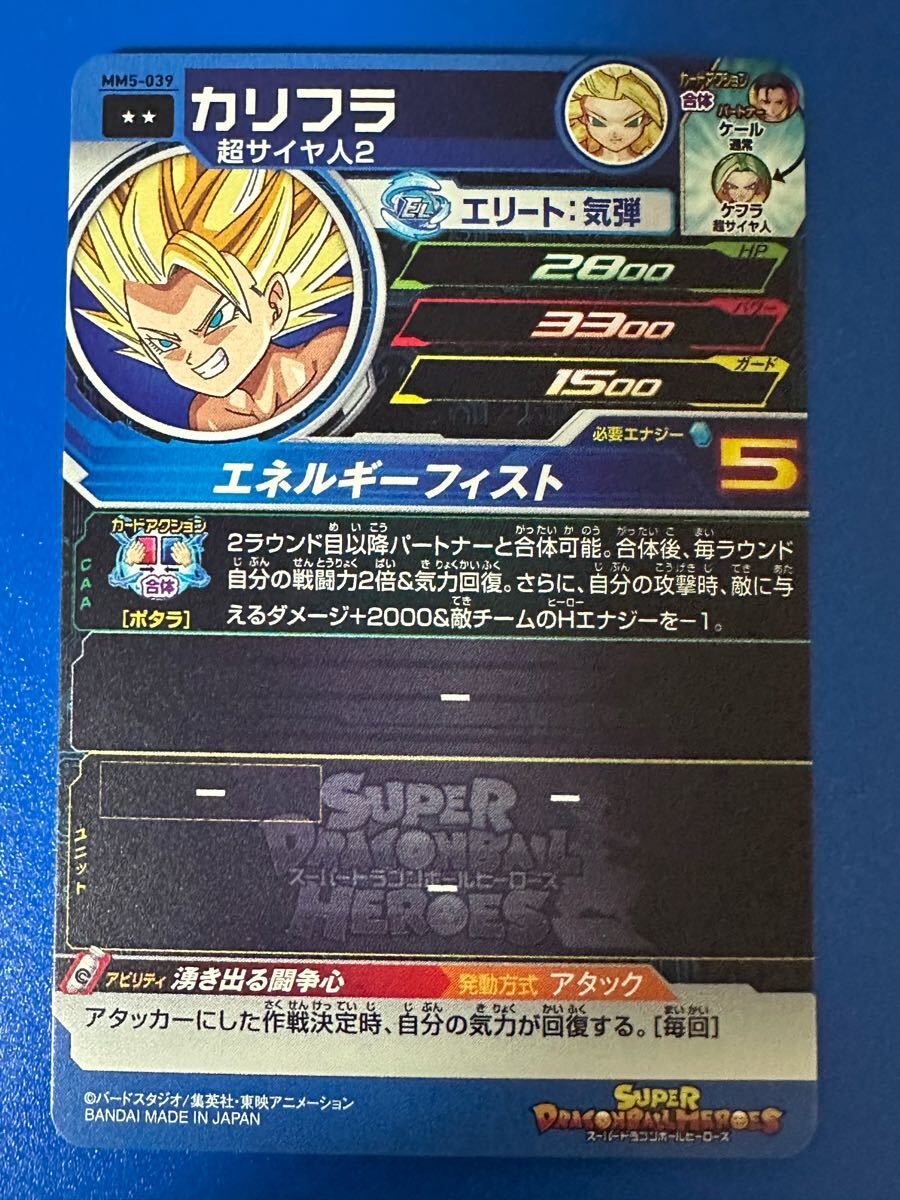 MM5-039
★★
カリフラ
超サイヤ人2
カードアクション
合体
パートナー
ケール
通常
ケフラ
超サイヤ人
EL
エリート:気弾
HP
2800
パワー
3300
ガード
1500
必要エナジー
5
エネルギーフィスト
CAA
カードアクション
合体
[ポタラ]
2ラウンド目以降パートナーと合体可能。合体後、毎ラウンド
自分の戦闘力2倍&気力回復。さらに、自分の攻撃時、敵に与
えるダメージ+2000&敵チームのHエナジーを-1。
ー
ー
ー
ー
ユニット
SUPER
DRAGONBALL
スーパードラゴンボールヒーローズ
HEROES
アビリティ 湧き出る闘争心
発動方式 アタック
アタッカーにした作戦決定時、自分の気力が回復する。[毎回]
©バードスタジオ/集英社・東映アニメーション
BANDAI MADE IN JAPAN
SUPER
DRAGONBALL HEROES
スーパードラゴンボールヒーローズ